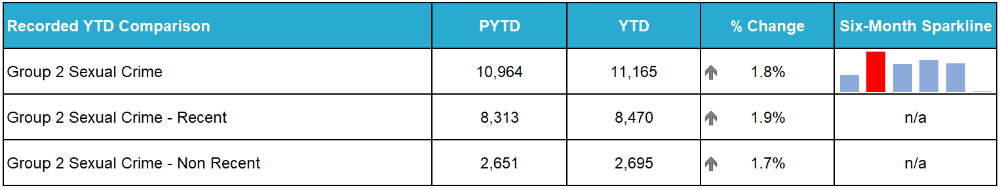 Recorded YTD Comparison PYTD YTD % Change Six-Month Sparkline
Group 2 Sexual Crime 10,964 11,165 1.8%
Group 2 Sexual Crime - Recent 8,313 8,470 1.9% n/a
Group 2 Sexual Crime - Non Recent 2,651 2,695 1.7% n/a